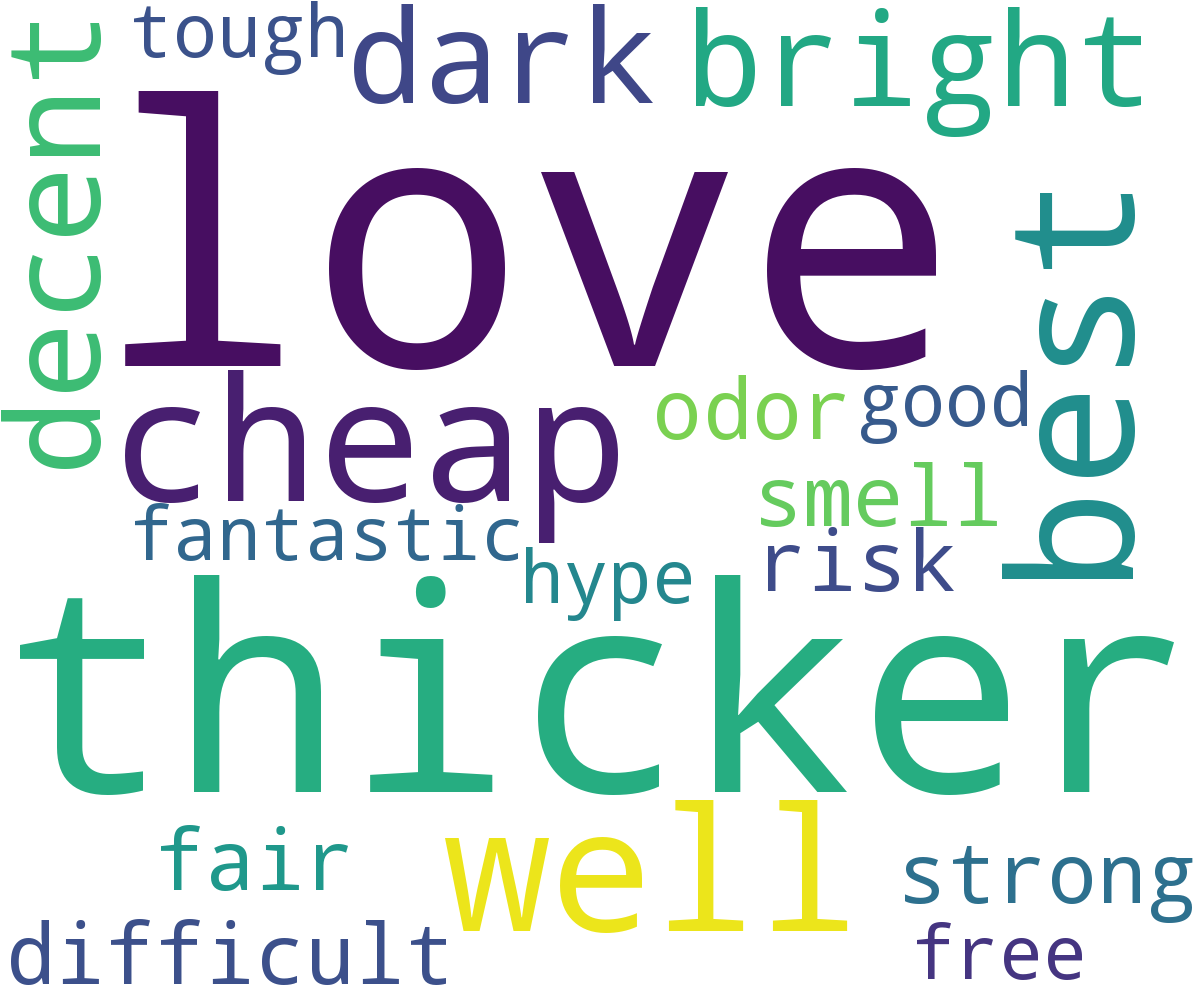 tough
dark
bright
decent
love
best
cheap
odor
good
smell
fantastic
risk
hype
thicker
well
fair
strong
difficult
free